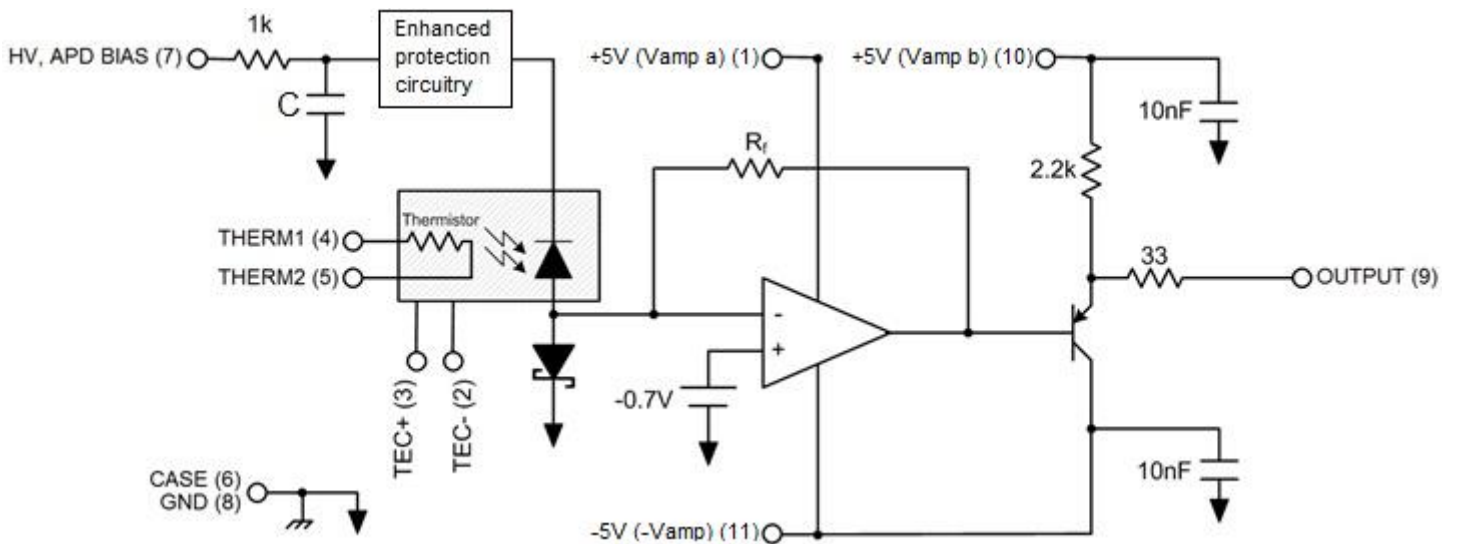 1k
HV, APD BIAS (7)
Enhanced
protection
circuitry
C
+5V (Vamp a) (1)
+5V (Vamp b) (10)
10nF
Rf
2.2k
Thermistor
THERM1 (4)
THERM2 (5)
33
OUTPUT (9)
-
+
-0.7V
TEC+ (3)
TEC- (2)
CASE (6)
GND (8)
10nF
-5V (-Vamp) (11)